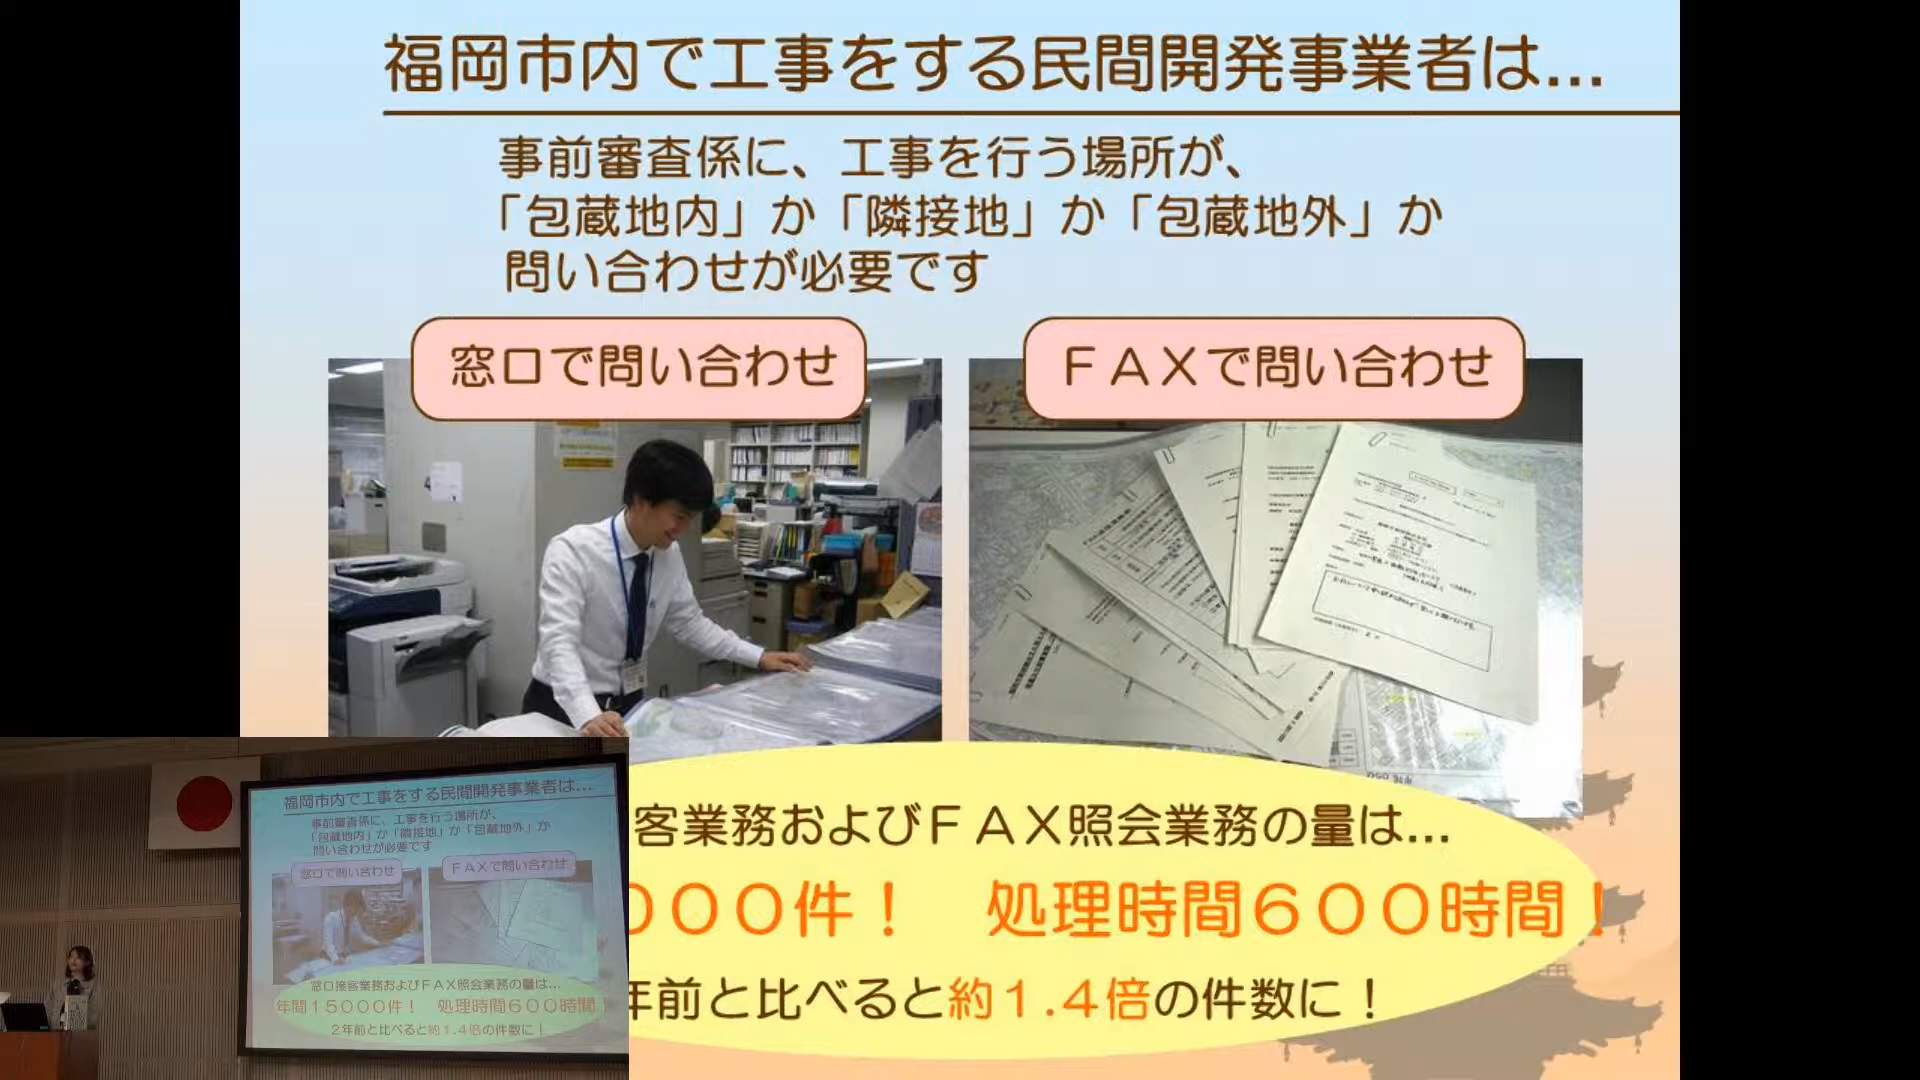 福岡市内で工事をする民間開発事業者は…
事前審査係に、工事を行う場所が、
「包蔵地内」か「隣接地」か「包蔵地外」か
問い合わせが必要です
窓口で問い合わせ
ＦＡＸで問い合わせ
客業務およびＦＡＸ照会業務の量は…
０００件！　処理時間６００時間！
年前と比べると約１.４倍の件数に！
福岡市内で工事をする民間開発事業者は…
事前審査係に、工事を行う場所が、
「包蔵地内」か「隣接地」か「包蔵地外」か
問い合わせが必要です
窓口で問い合わせ
ＦＡＸで問い合わせ
窓口接客業務およびＦＡＸ照会業務の量は…
年間１５０００件！　処理時間６００時間！
２年前と比べると約１.４倍の件数に！